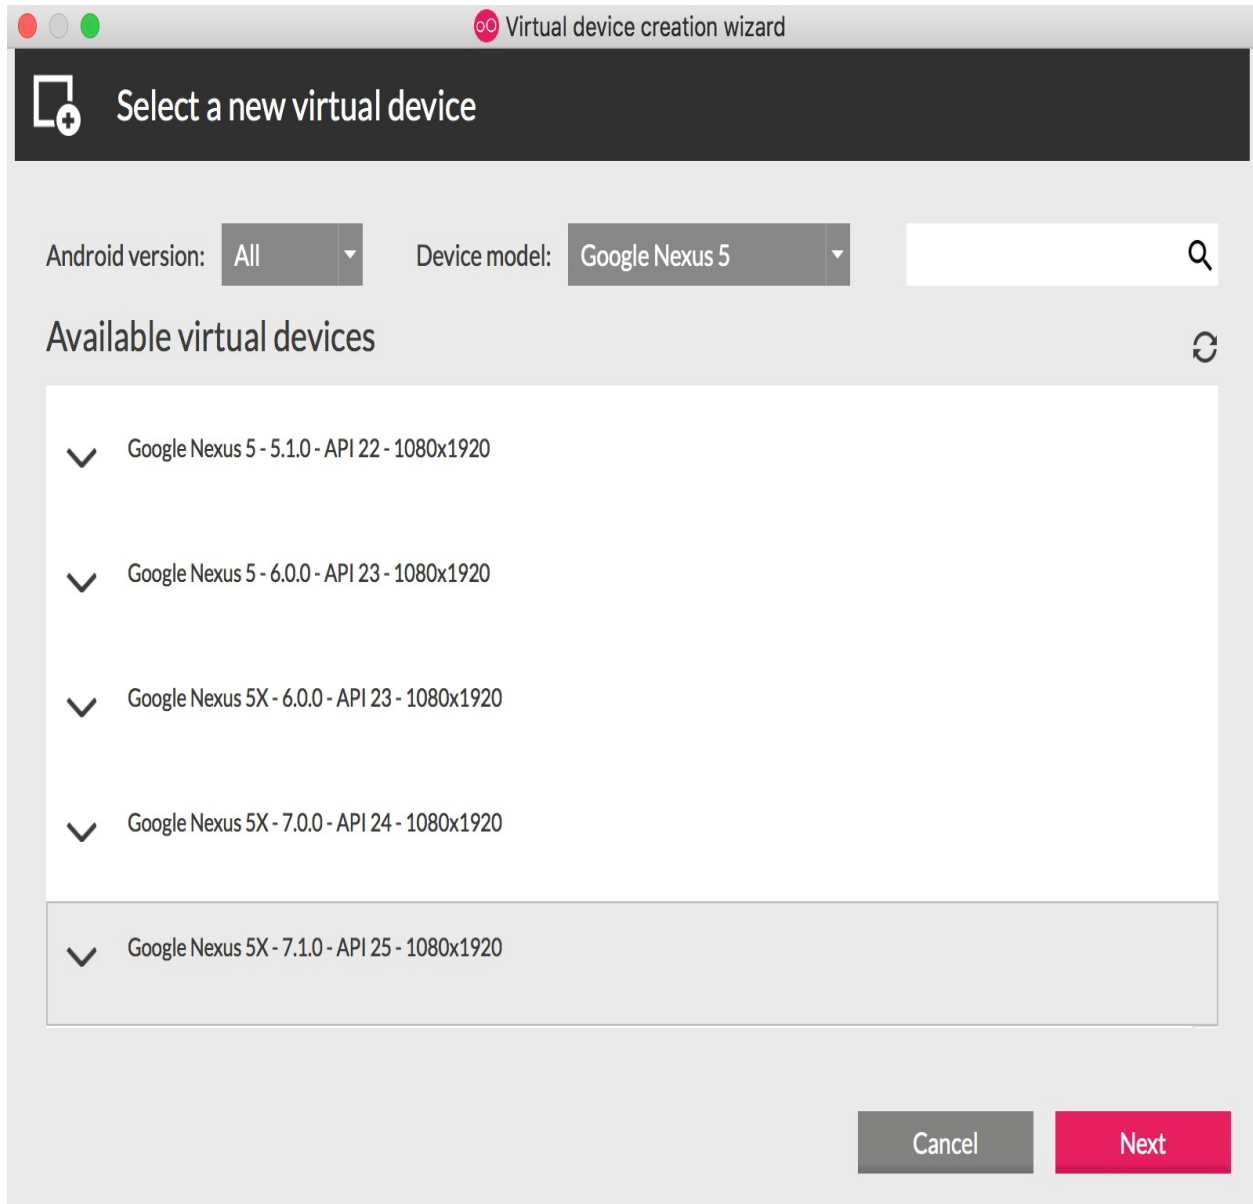 oO Virtual device creation wizard
Select a new virtual device
Android version: All Device model: Google Nexus 5
Available virtual devices
Google Nexus 5 - 5.1.0 - API 22 - 1080x1920
Google Nexus 5 - 6.0.0 - API 23 - 1080x1920
Google Nexus 5X - 6.0.0 - API 23 - 1080x1920
Google Nexus 5X - 7.0.0 - API 24 - 1080x1920
Google Nexus 5X - 7.1.0 - API 25 - 1080x1920
Cancel Next